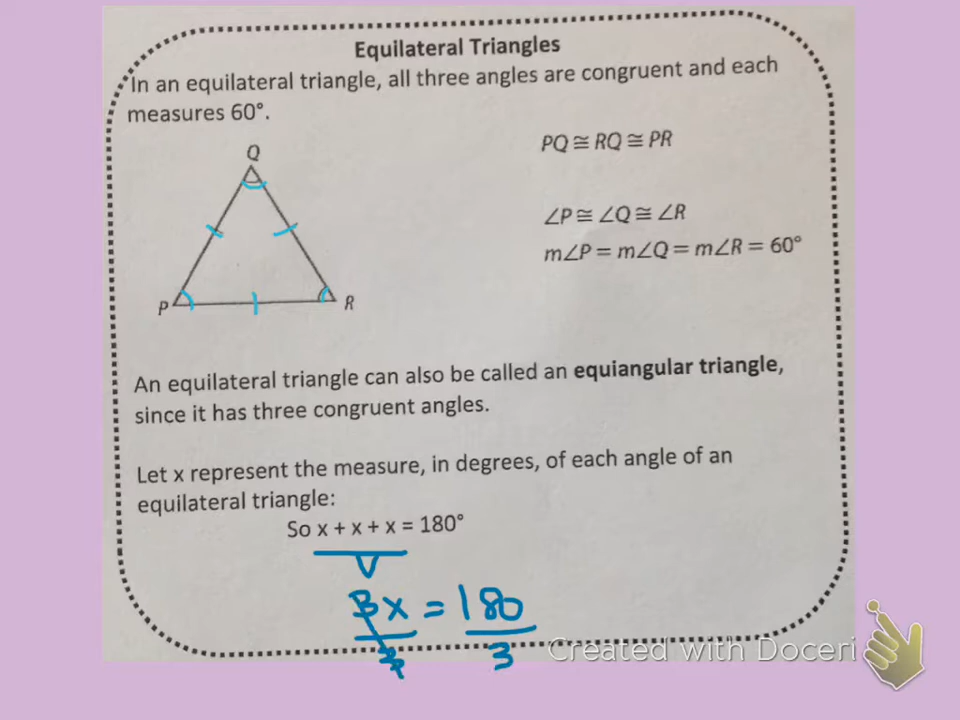 Equilateral Triangles
In an equilateral triangle, all three angles are congruent and each
measures 60°.
PQ ≅ RQ ≅ PR
Q
∠P ≅ ∠Q ≅ ∠R
m∠P = m∠Q = m∠R = 60°
P
R
An equilateral triangle can also be called an equiangular triangle,
since it has three congruent angles.
Let x represent the measure, in degrees, of each angle of an
equilateral triangle:
So x + x + x = 180°
3x = 180
3 3
Created with Doceri